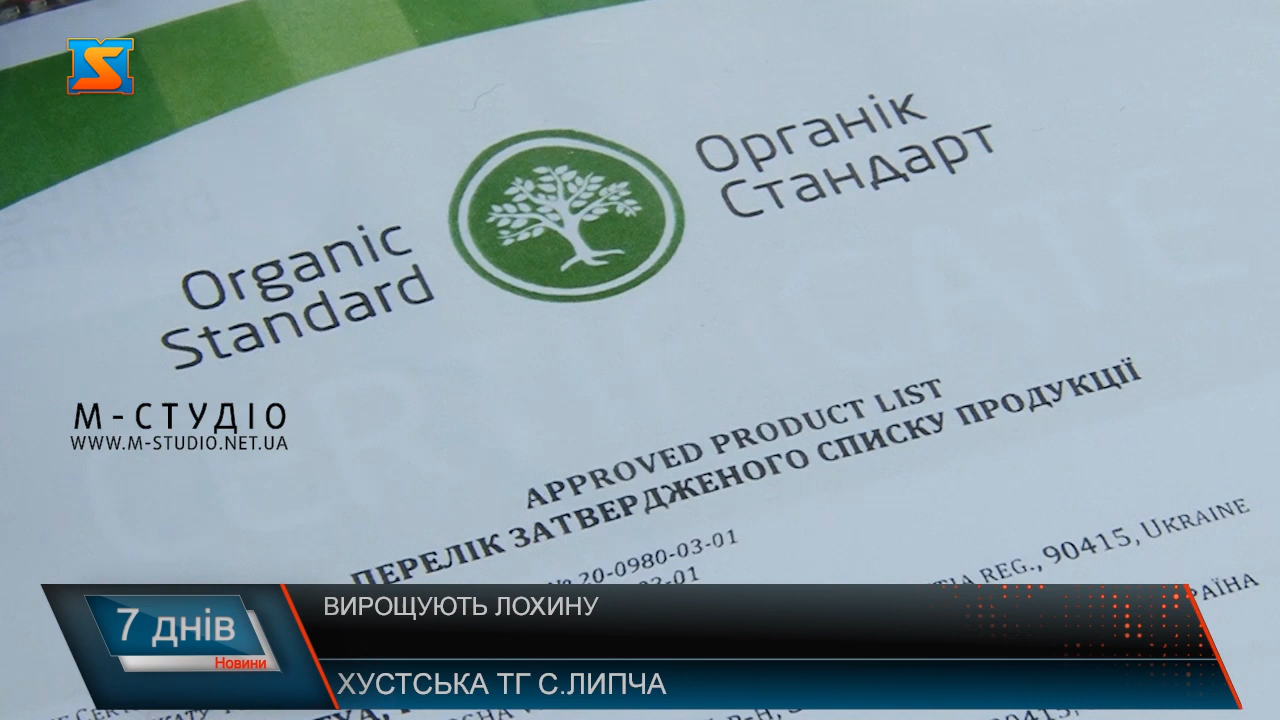 Органік
Стандарт
Organic
Standard
М-СТУДІО
WWW.M-STUDIO.NET.UA
APPROVED PRODUCT LIST
ПЕРЕЛІК ЗАТВЕРДЖЕНОГО СПИСКУ ПРОДУКЦІЇ
№ 20-0980-03-01
REG., 90415, UKRAINE
7 днів
Новини
ВИРОЩУЮТЬ ЛОХИНУ
ХУСТСЬКА ТГ С.ЛИПЧА